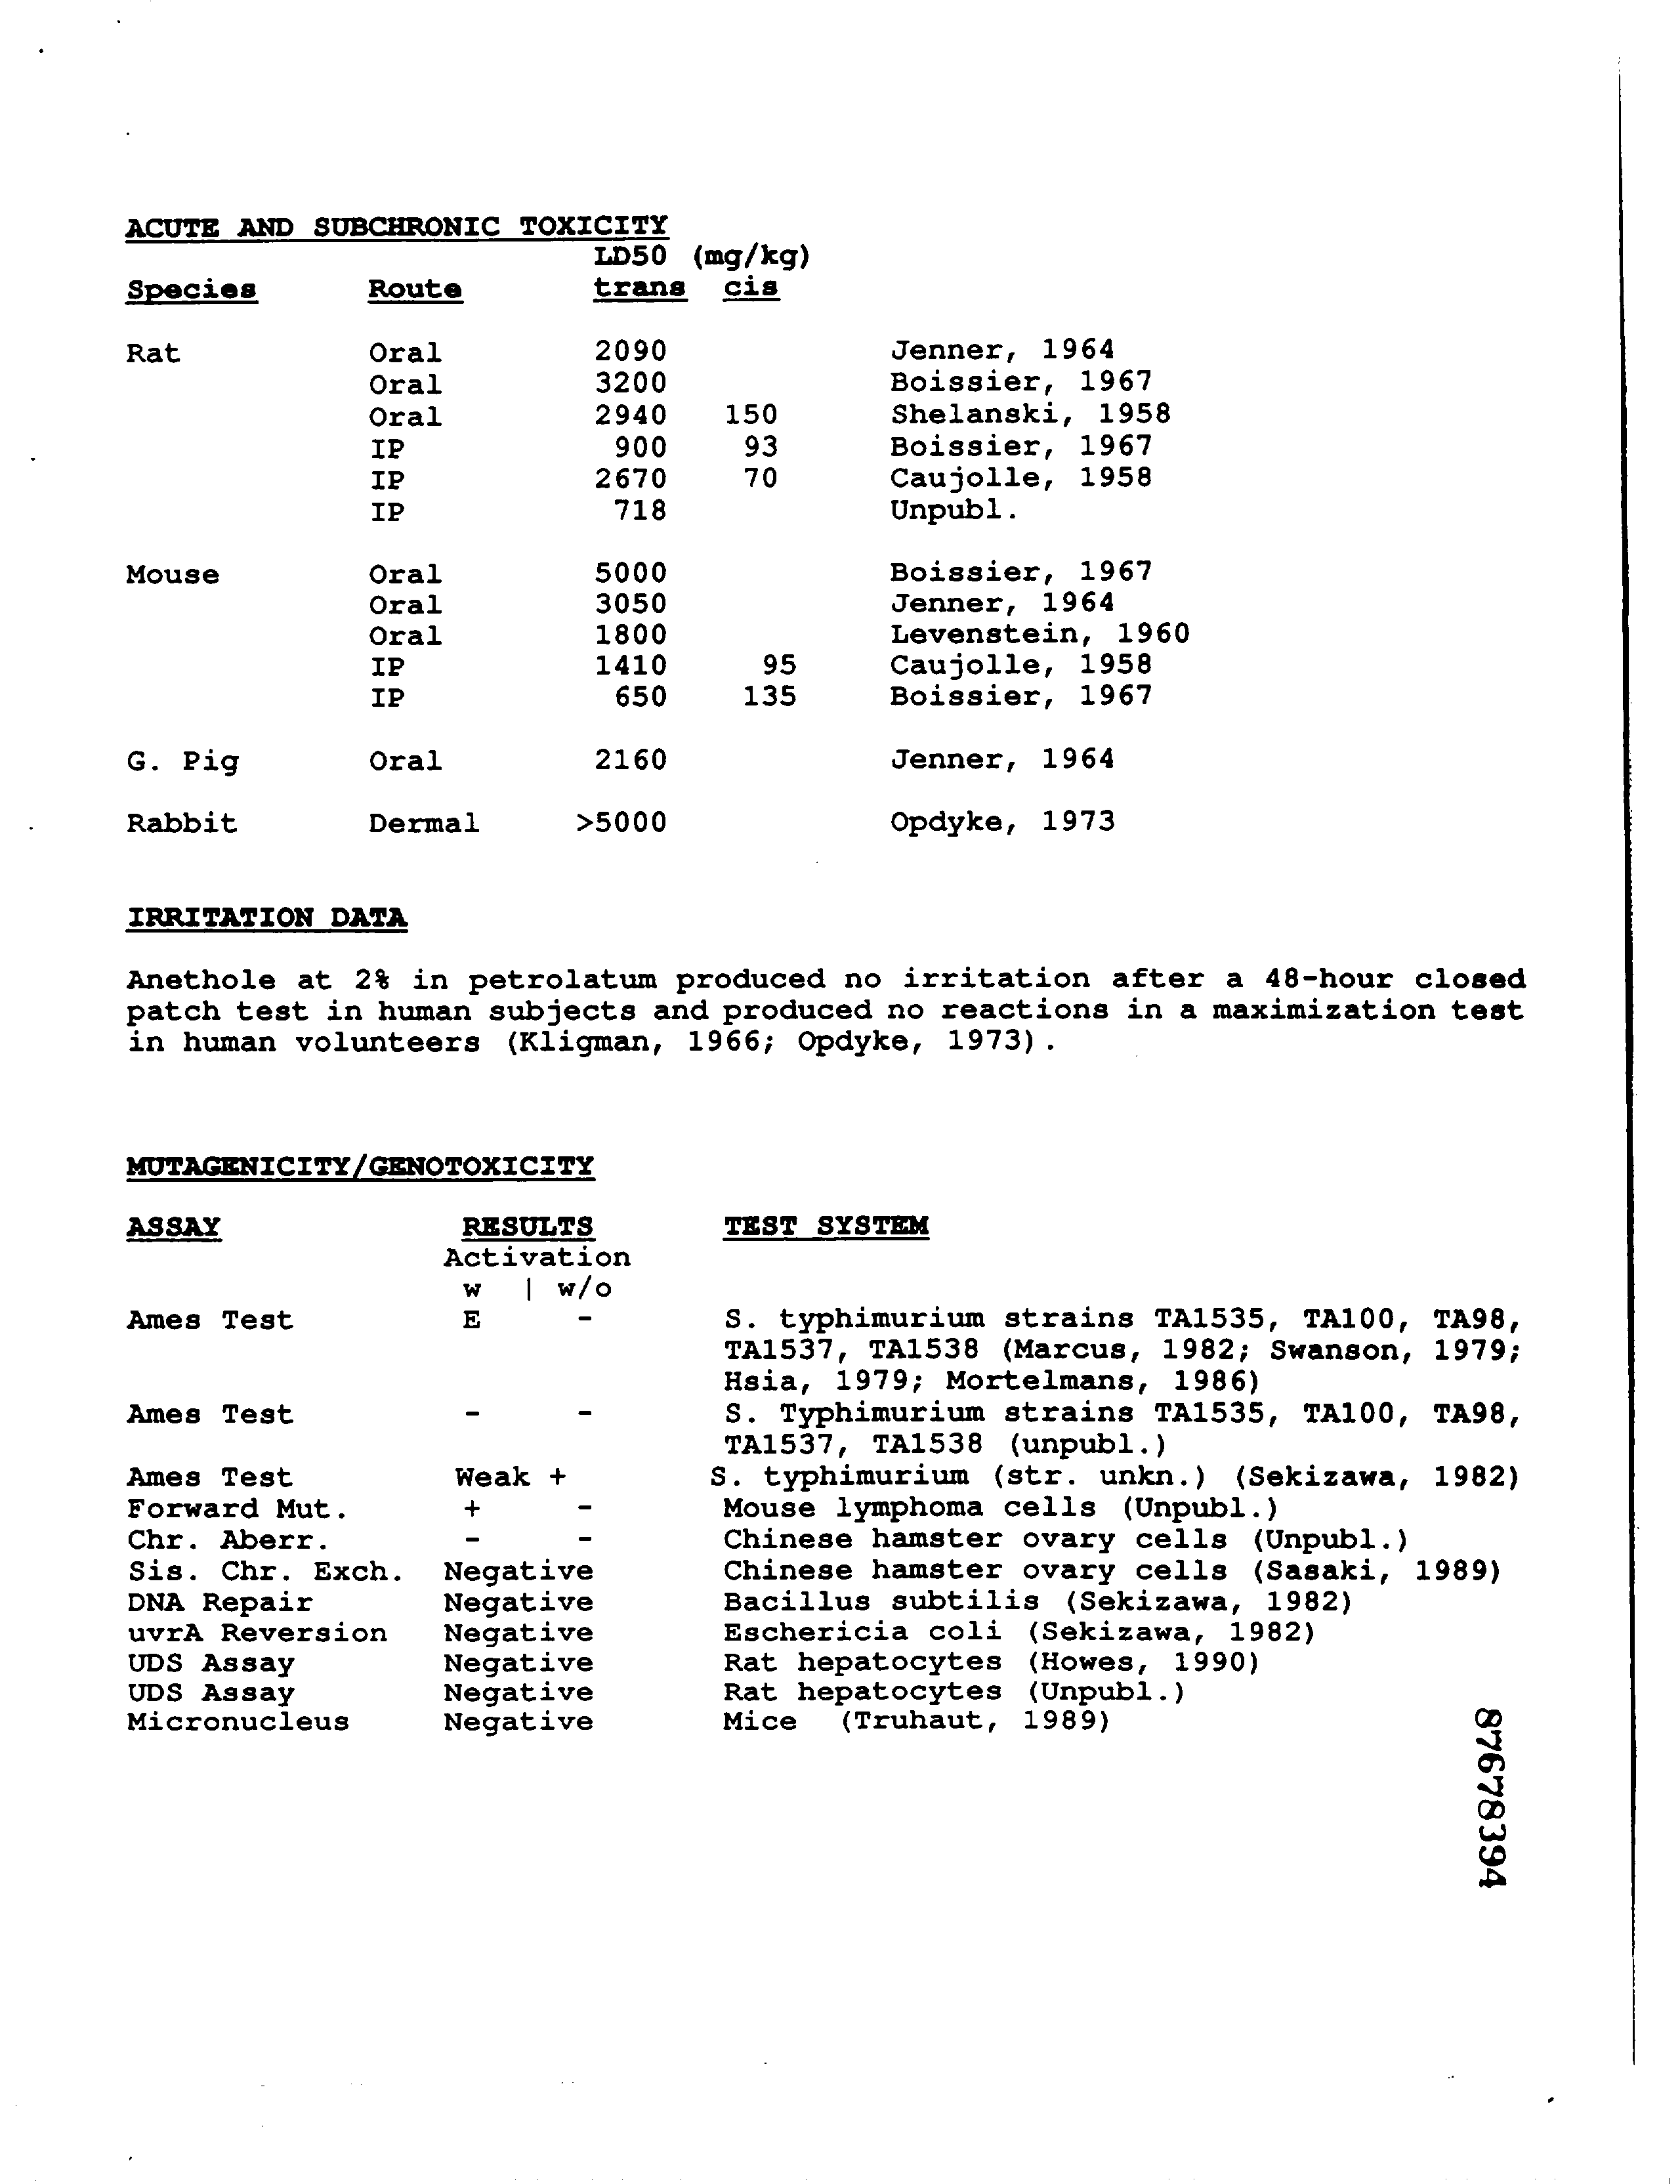 ACUTE AND SUBCHRONIC TOXICITY
LD50 (mg/kg)
Species Route trans cis
Rat Oral 2090 Jenner, 1964
Oral 3200 Boissier, 1967
Oral 2940 150 Shelanski, 1958
IP 900 93 Boissier, 1967
IP 2670 70 Caujolle, 1958
IP 718 Unpubl.
Mouse Oral 5000 Boissier, 1967
Oral 3050 Jenner, 1964
Oral 1800 Levenstein, 1960
IP 1410 95 Caujolle, 1958
IP 650 135 Boissier, 1967
G. Pig Oral 2160 Jenner, 1964
Rabbit Dermal >5000 Opdyke, 1973
IRRITATION DATA
Anethole at 2% in petrolatum produced no irritation after a 48-hour closed
patch test in human subjects and produced no reactions in a maximization test
in human volunteers (Kligman, 1966; Opdyke, 1973).
MUTAGENICITY/GENOTOXICITY
ASSAY RESULTS TEST SYSTEM
Activation
w | w/o
Ames Test E - S. typhimurium strains TA1535, TA100, TA98,
TA1537, TA1538 (Marcus, 1982; Swanson, 1979;
Hsia, 1979; Mortelmans, 1986)
Ames Test - - S. Typhimurium strains TA1535, TA100, TA98,
TA1537, TA1538 (unpubl.)
Ames Test Weak + S. typhimurium (str. unkn.) (Sekizawa, 1982)
Forward Mut. + - Mouse lymphoma cells (Unpubl.)
Chr. Aberr. - - Chinese hamster ovary cells (Unpubl.)
Sis. Chr. Exch. Negative Chinese hamster ovary cells (Sasaki, 1989)
DNA Repair Negative Bacillus subtilis (Sekizawa, 1982)
uvrA Reversion Negative Eschericia coli (Sekizawa, 1982)
UDS Assay Negative Rat hepatocytes (Howes, 1990)
UDS Assay Negative Rat hepatocytes (Unpubl.)
Micronucleus Negative Mice (Truhaut, 1989)
87678394